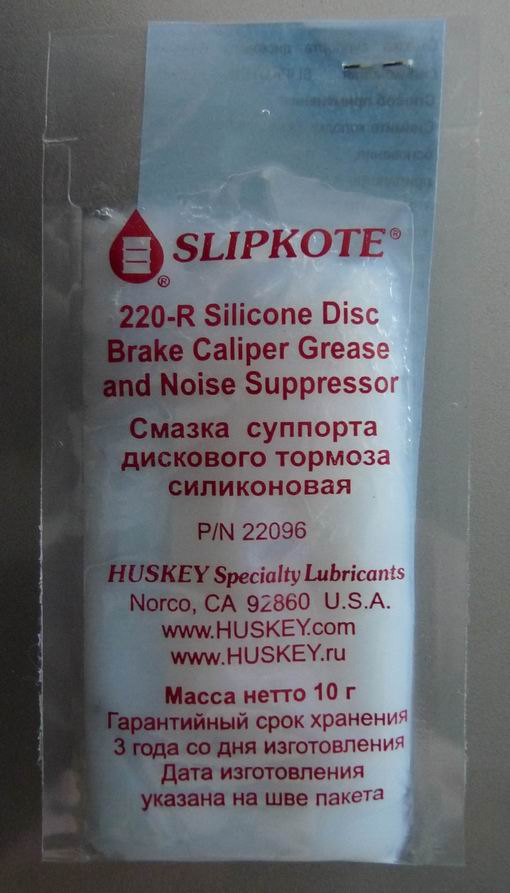 SLIPKOTE®
®
220-R Silicone Disc
Brake Caliper Grease
and Noise Suppressor
Смазка суппорта
дискового тормоза
силиконовая
P/N 22096
HUSKEY Specialty Lubricants
Norco, CA 92860 U.S.A.
www.HUSKEY.com
www.HUSKEY.ru
Масса нетто 10 г
Гарантийный срок хранения
3 года со дня изготовления
Дата изготовления
указана на шве пакета